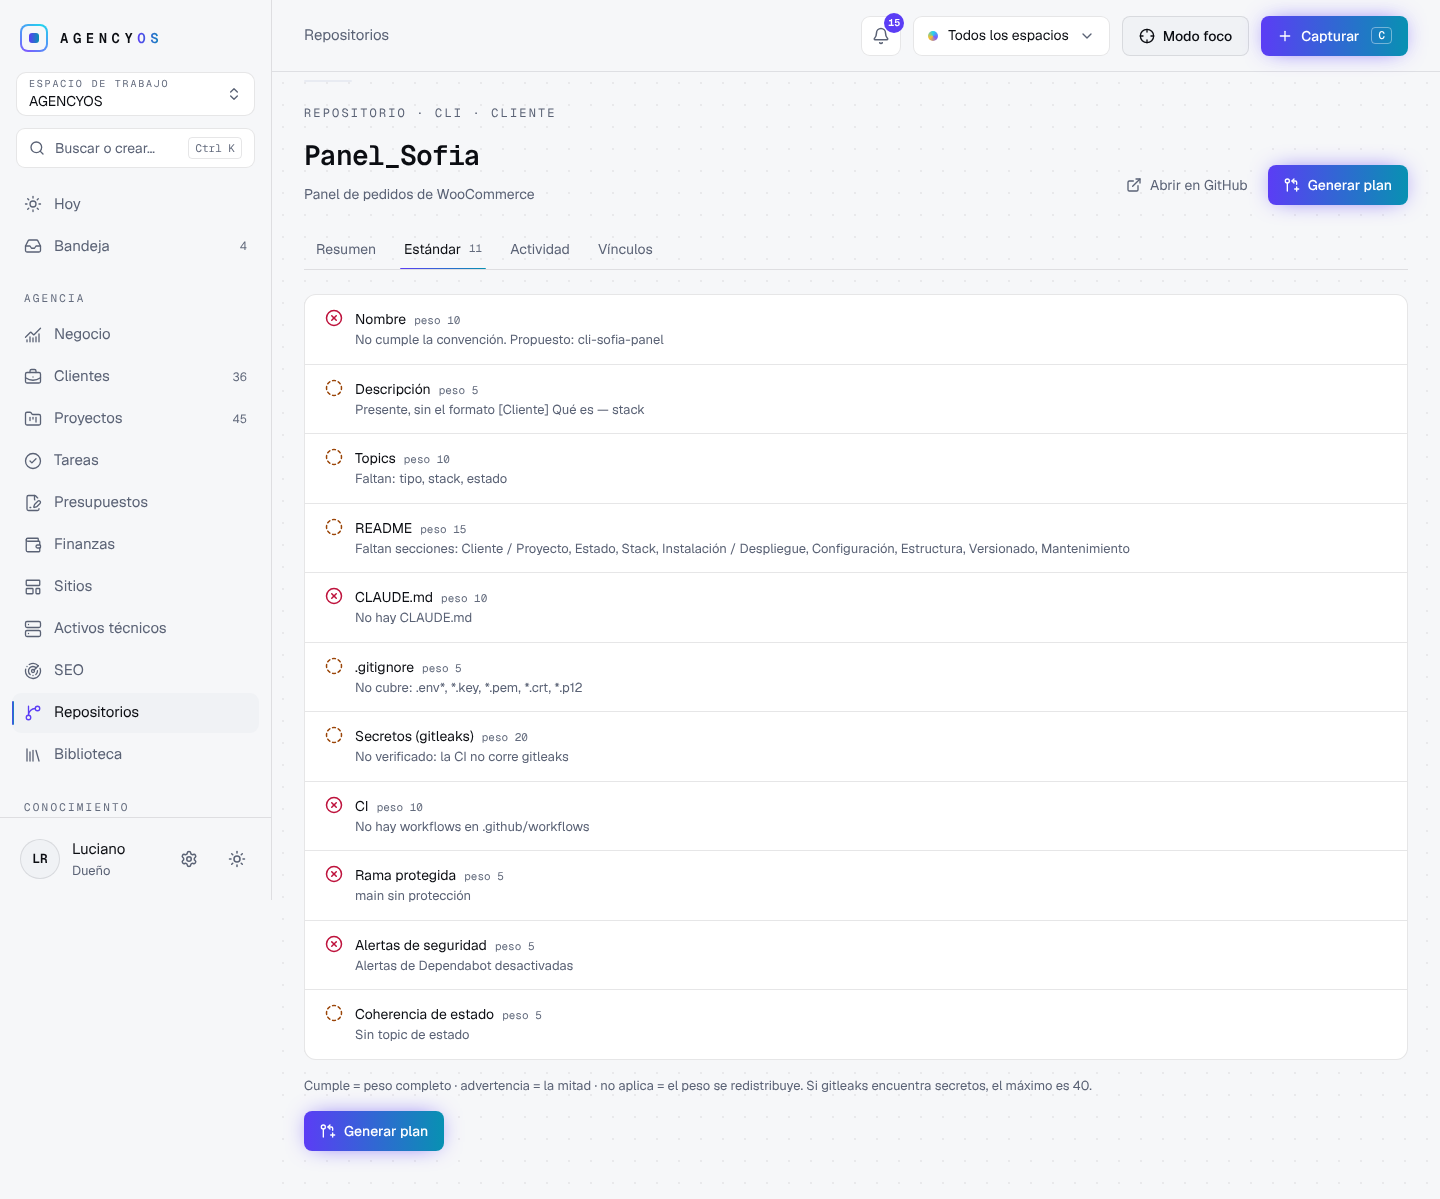 AGENCYOS
ESPACIO DE TRABAJO
AGENCYOS
Buscar o crear...
Ctrl K
Hoy
Bandeja 4
AGENCIA
Negocio
Clientes 36
Proyectos 45
Tareas
Presupuestos
Finanzas
Sitios
Activos técnicos
SEO
Repositorios
Biblioteca
CONOCIMIENTO
LR
Luciano
Dueño
Repositorios
15
Todos los espacios
Modo foco
Capturar C
REPOSITORIO · CLI · CLIENTE
Panel_Sofia
Panel de pedidos de WooCommerce
Abrir en GitHub
Generar plan
Resumen Estándar 11 Actividad Vínculos
Nombre peso 10
No cumple la convención. Propuesto: cli-sofia-panel
Descripción peso 5
Presente, sin el formato [Cliente] Qué es — stack
Topics peso 10
Faltan: tipo, stack, estado
README peso 15
Faltan secciones: Cliente / Proyecto, Estado, Stack, Instalación / Despliegue, Configuración, Estructura, Versionado, Mantenimiento
CLAUDE.md peso 10
No hay CLAUDE.md
.gitignore peso 5
No cubre: .env*, *.key, *.pem, *.crt, *.p12
Secretos (gitleaks) peso 20
No verificado: la CI no corre gitleaks
CI peso 10
No hay workflows en .github/workflows
Rama protegida peso 5
main sin protección
Alertas de seguridad peso 5
Alertas de Dependabot desactivadas
Coherencia de estado peso 5
Sin topic de estado
Cumple = peso completo · advertencia = la mitad · no aplica = el peso se redistribuye. Si gitleaks encuentra secretos, el máximo es 40.
Generar plan